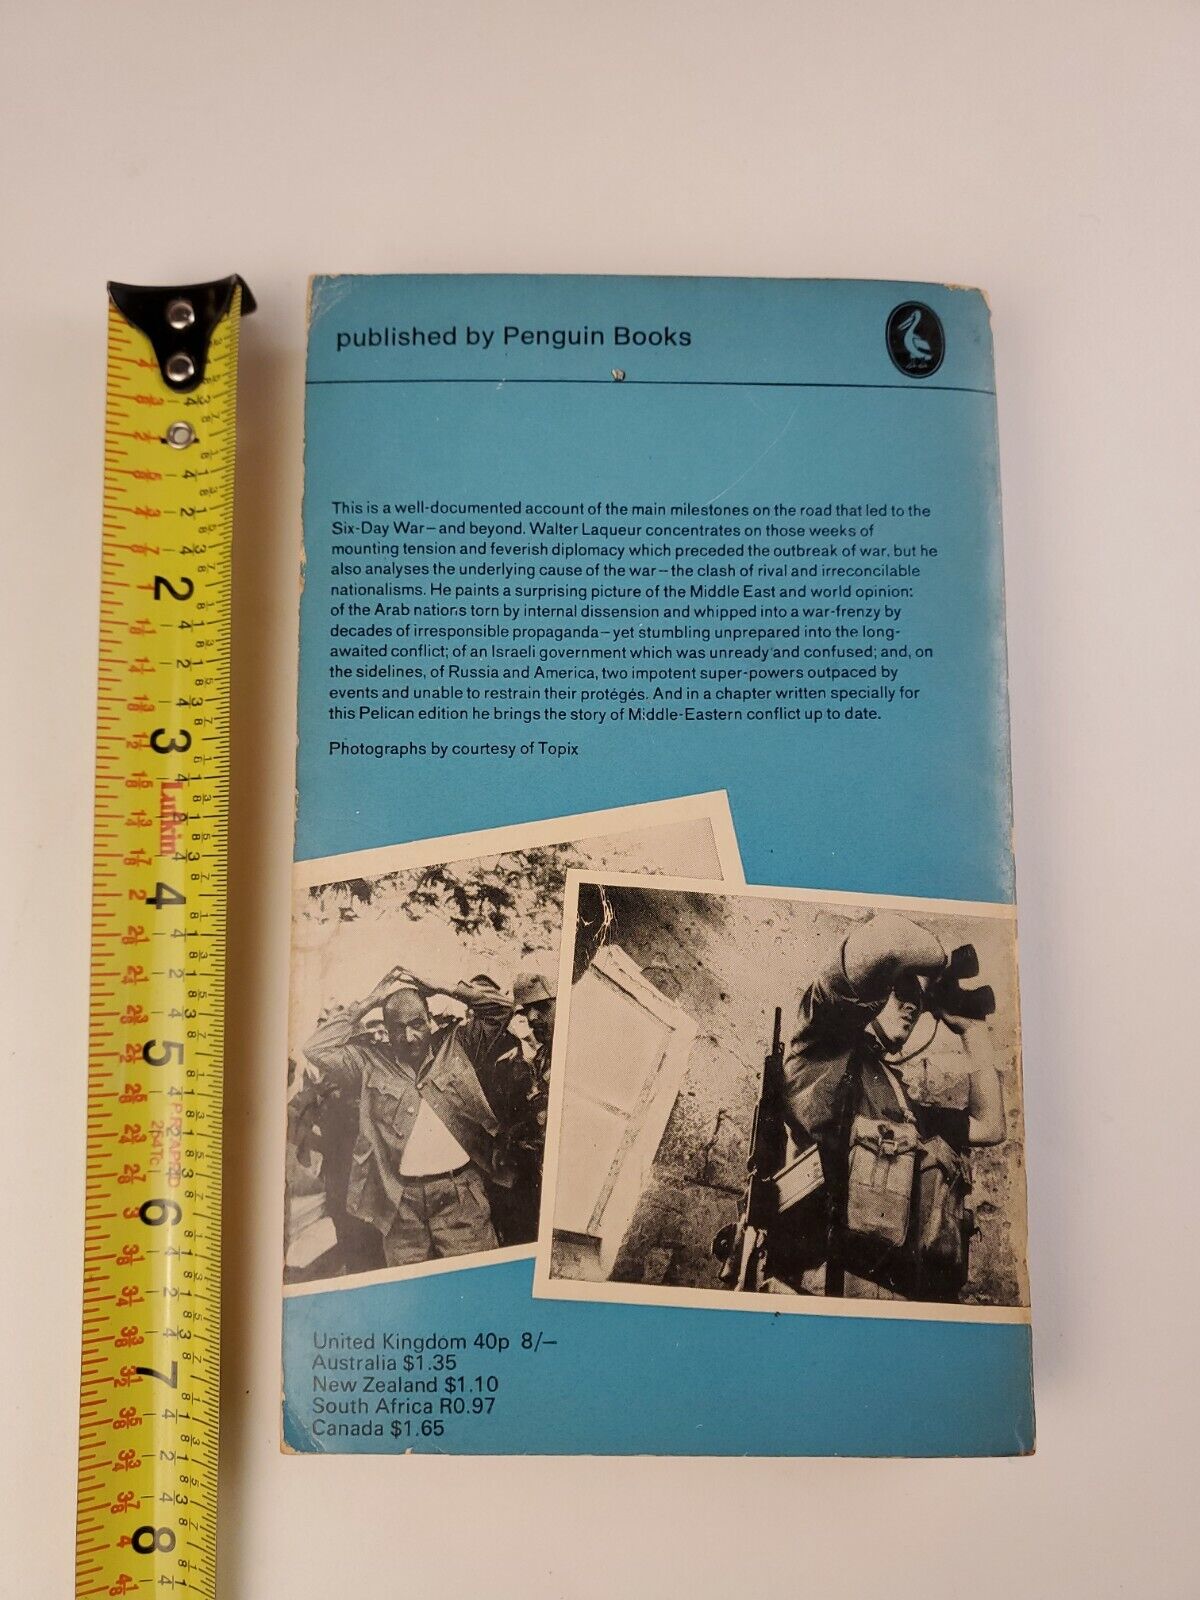 published by Penguin Books
This is a well-documented account of the main milestones on the road that led to the
Six-Day War—and beyond. Walter Laqueur concentrates on those weeks of
mounting tension and feverish diplomacy which preceded the outbreak of war, but he
also analyses the underlying cause of the war—the clash of rival and irreconcilable
nationalisms. He paints a surprising picture of the Middle East and world opinion:
of the Arab nations torn by internal dissension and whipped into a war-frenzy by
decades of irresponsible propaganda—yet stumbling unprepared into the long-
awaited conflict; of an Israeli government which was unready and confused; and, on
the sidelines, of Russia and America, two impotent super-powers outpaced by
events and unable to restrain their protégés. And in a chapter written specially for
this Pelican edition he brings the story of Middle-Eastern conflict up to date.
Photographs by courtesy of Topix
United Kingdom 40p 8/—
Australia $1.35
New Zealand $1.10
South Africa R0.97
Canada $1.65
2
3
Lufkin
4
5
6
7
8